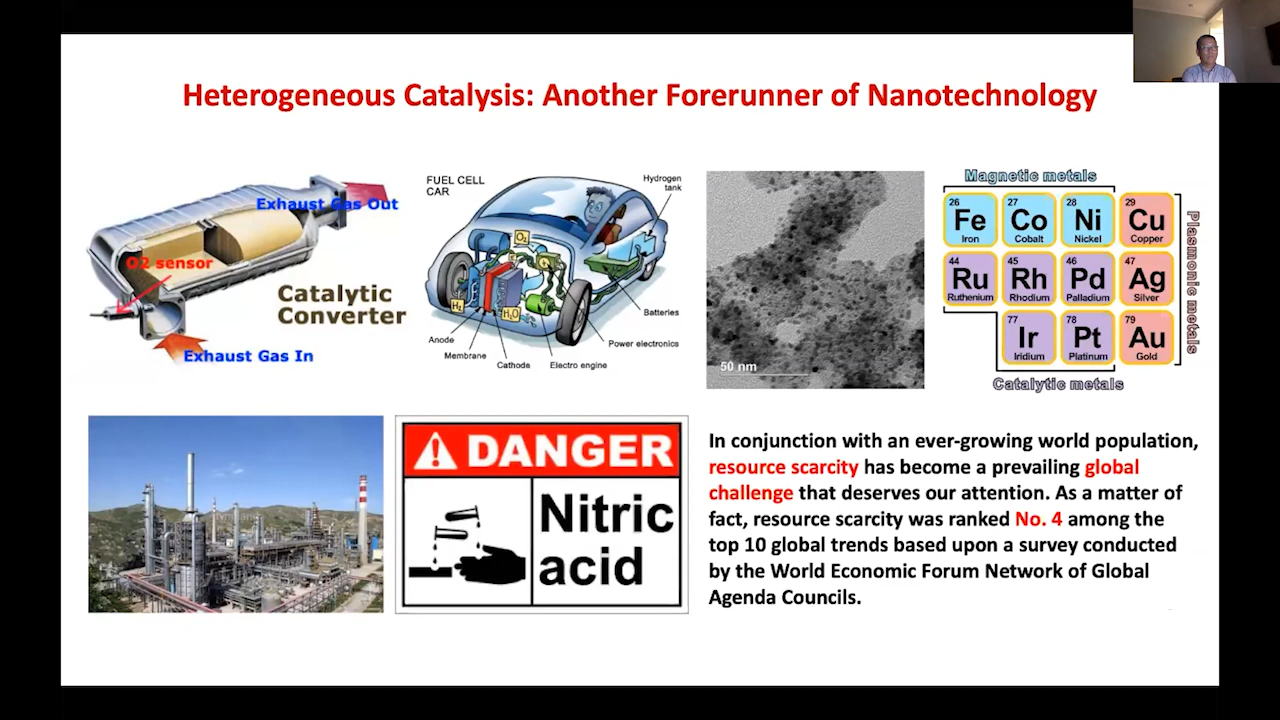 Heterogeneous Catalysis: Another Forerunner of Nanotechnology
Exhaust Gas Out
O2 sensor
Catalytic
Converter
Exhaust Gas In
FUEL CELL
CAR
Hydrogen
tank
O2
H2
H2O
Batteries
Power electronics
Anode
Membrane
Cathode
Electro engine
50 nm
Magnetic metals
26
Fe
Iron
27
Co
Cobalt
28
Ni
Nickel
29
Cu
Copper
44
Ru
Ruthenium
45
Rh
Rhodium
46
Pd
Palladium
47
Ag
Silver
77
Ir
Iridium
78
Pt
Platinum
79
Au
Gold
Plasmonic metals
Catalytic metals
DANGER
Nitric
acid
In conjunction with an ever-growing world population,
resource scarcity has become a prevailing global
challenge that deserves our attention. As a matter of
fact, resource scarcity was ranked No. 4 among the
top 10 global trends based upon a survey conducted
by the World Economic Forum Network of Global
Agenda Councils.